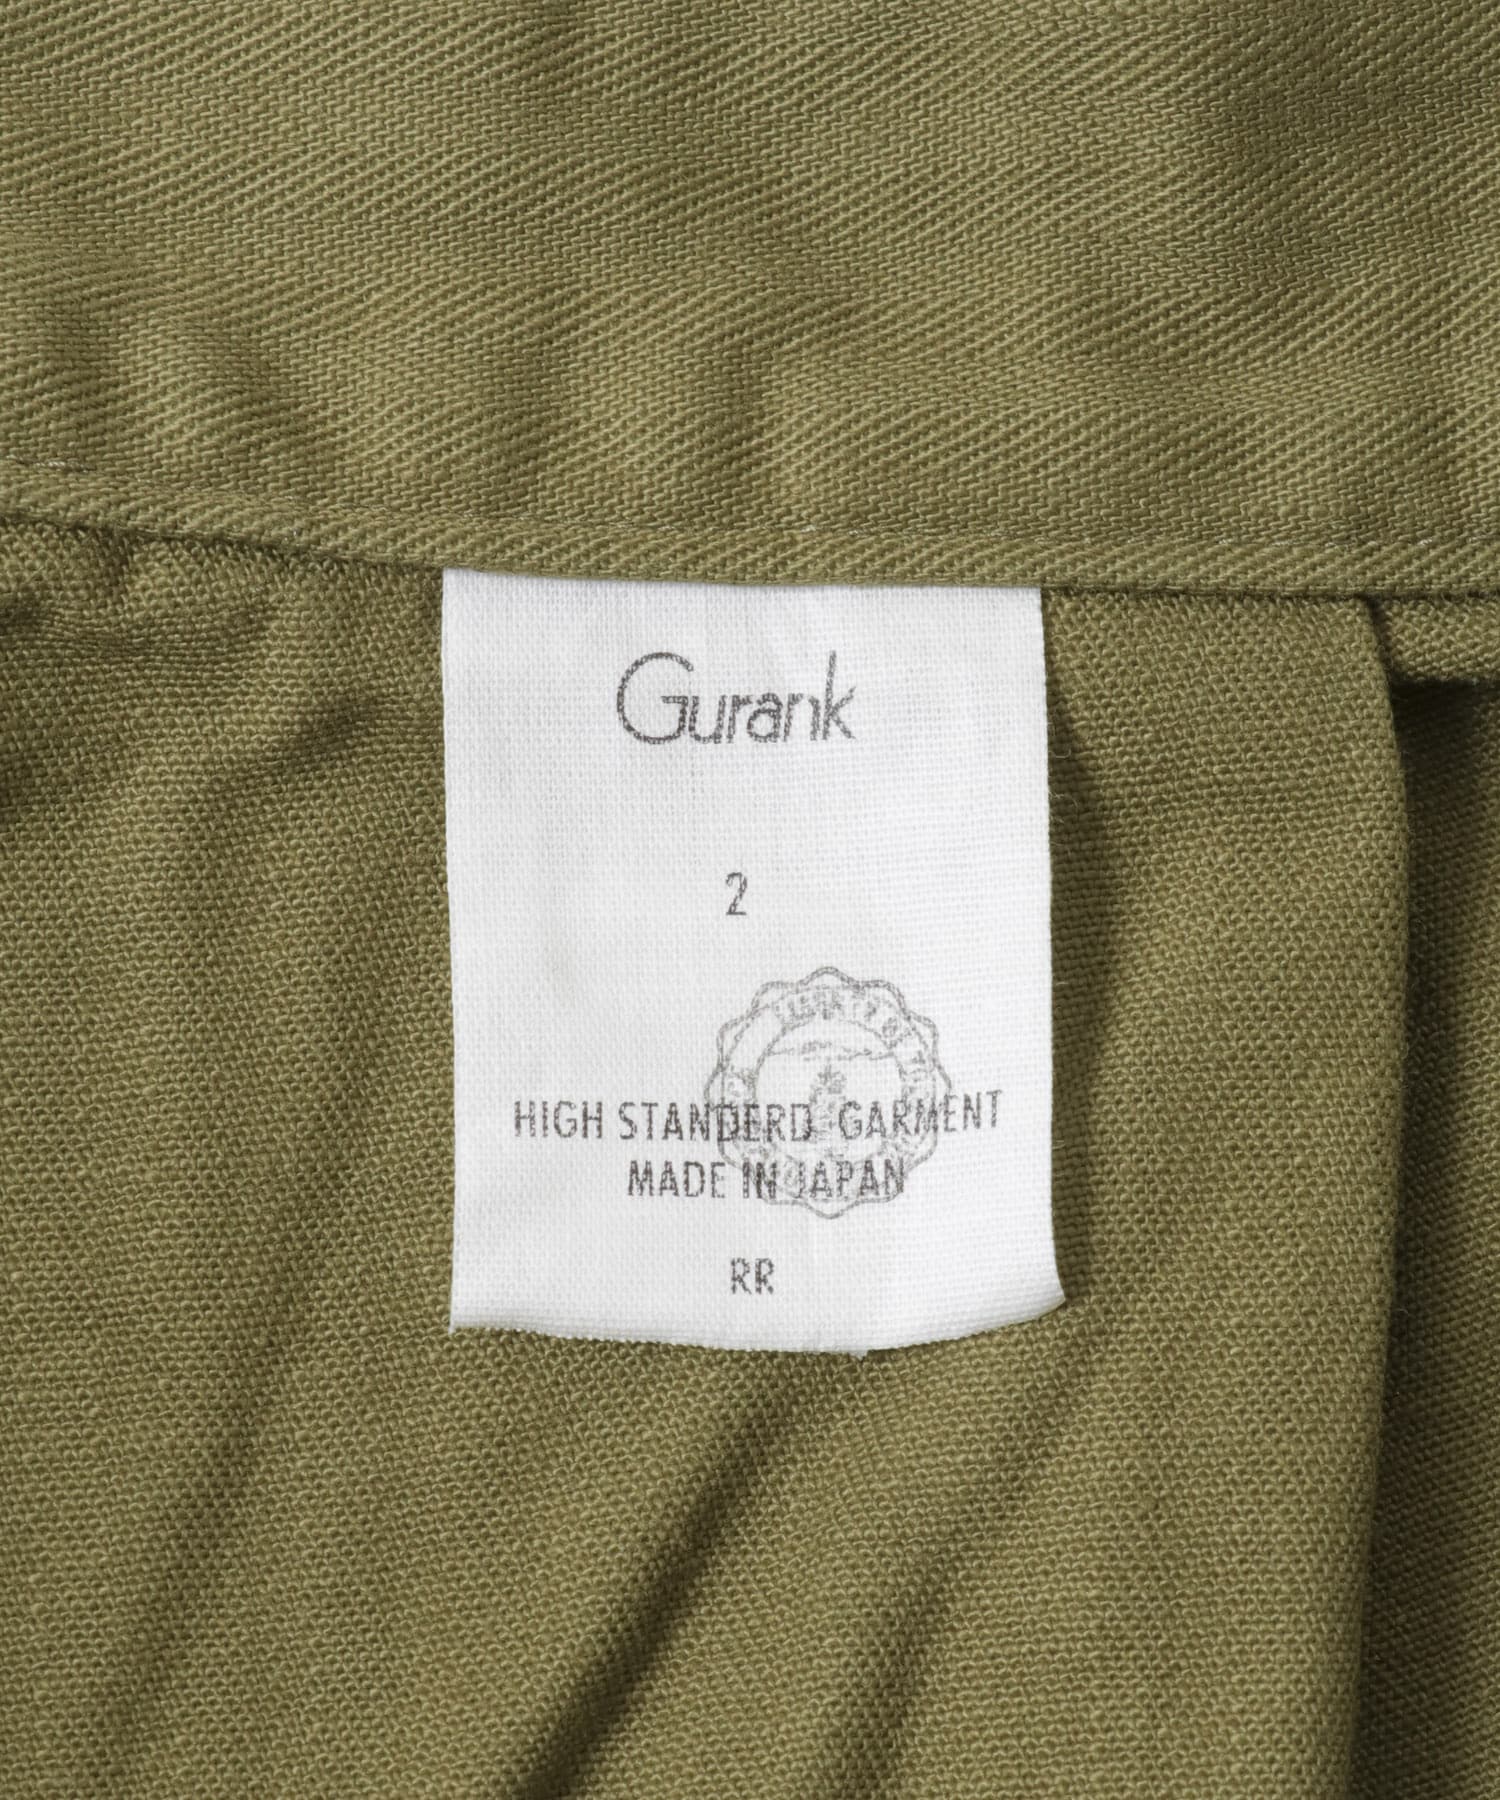 Gurank
2
HIGH STANDERD GARMENT
MADE IN JAPAN
RR